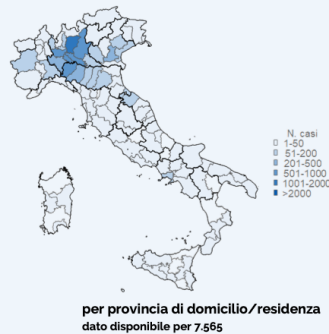 N. casi
1-50
51-200
201-500
501-1000
1001-2000
>2000
per provincia di domicilio/residenza
dato disponibile per 7.565